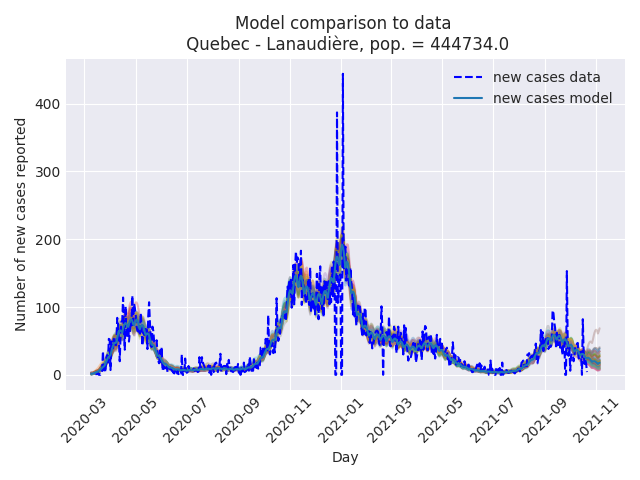 Model comparison to data
Quebec - Lanaudière, pop. = 444734.0
new cases data
new cases model
Number of new cases reported
400
300
200
100
0
2020-03
2020-05
2020-07
2020-09
2020-11
2021-01
2021-03
2021-05
2021-07
2021-09
2021-11
Day